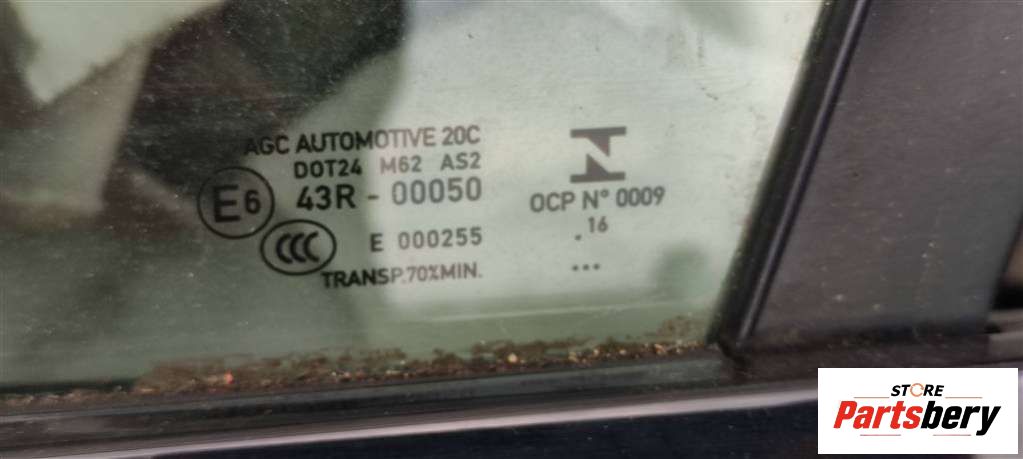 AGC AUTOMOTIVE 20C
DOT24 M62 AS2
E6 43R - 00050
CCC E 000255
TRANSP.70%MIN.
N
OCP N° 0009
. 16
...
STORE
Partsbery